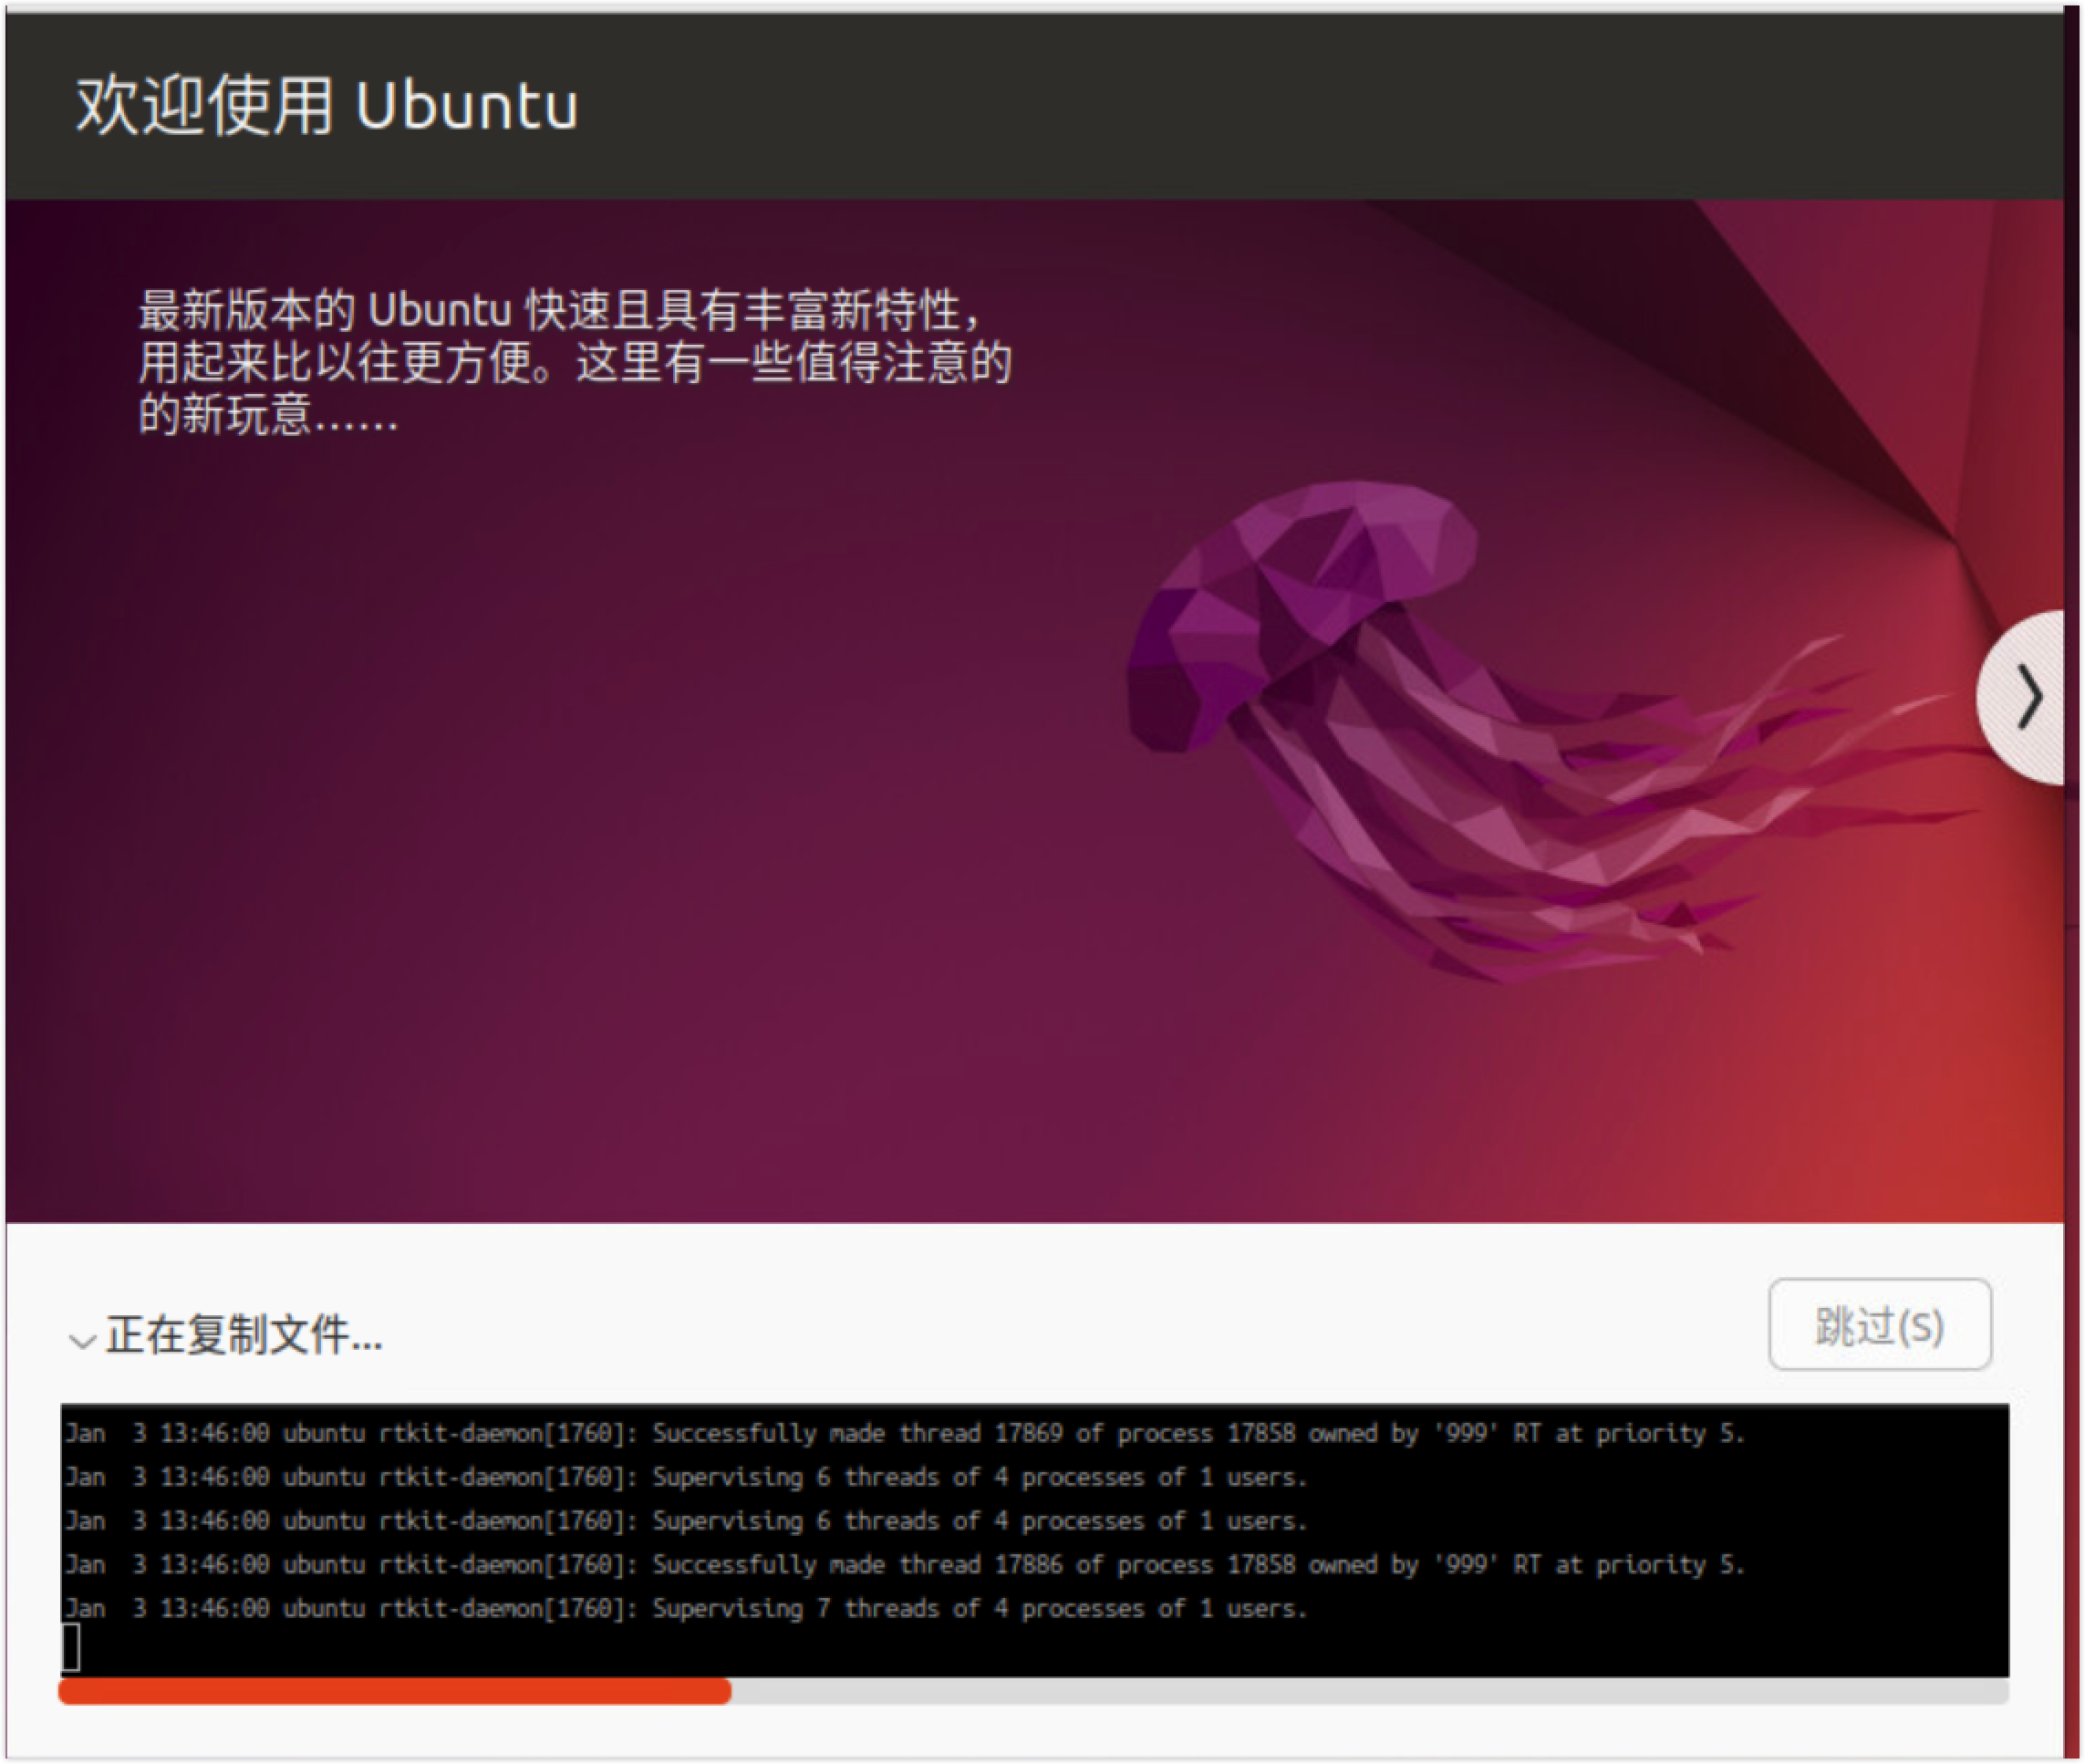 欢迎使用 Ubuntu
最新版本的 Ubuntu 快速且具有丰富新特性，
用起来比以往更方便。这里有一些值得注意的
的新玩意……
正在复制文件...
跳过(S)
Jan  3 13:46:00 ubuntu rtkit-daemon[1760]: Successfully made thread 17869 of process 17858 owned by '999' RT at priority 5.
Jan  3 13:46:00 ubuntu rtkit-daemon[1760]: Supervising 6 threads of 4 processes of 1 users.
Jan  3 13:46:00 ubuntu rtkit-daemon[1760]: Supervising 6 threads of 4 processes of 1 users.
Jan  3 13:46:00 ubuntu rtkit-daemon[1760]: Successfully made thread 17886 of process 17858 owned by '999' RT at priority 5.
Jan  3 13:46:00 ubuntu rtkit-daemon[1760]: Supervising 7 threads of 4 processes of 1 users.